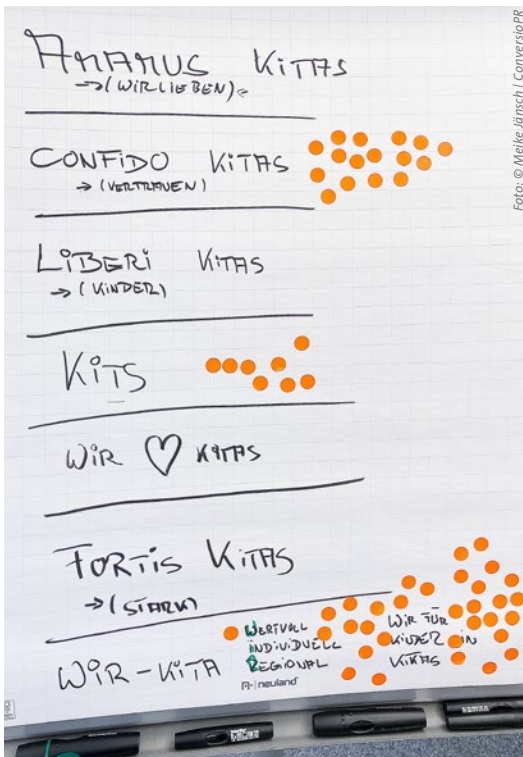 AMAMUS KITAS
→ (WIR LIEBEN)
CONFIDO KITAS
→ (VERTRAUEN)
LIBERI KITAS
→ (KINDER)
KITS
WIR ♡ KITAS
FORTIS KITAS
→ (STARK)
WIR-KITA
WERTVOLL
INDIVIDUELL
REGIONAL
WIR FÜR
KINDER IN
KIKAS
neuland
Foto: © Meike Jänsch | ConversioPR